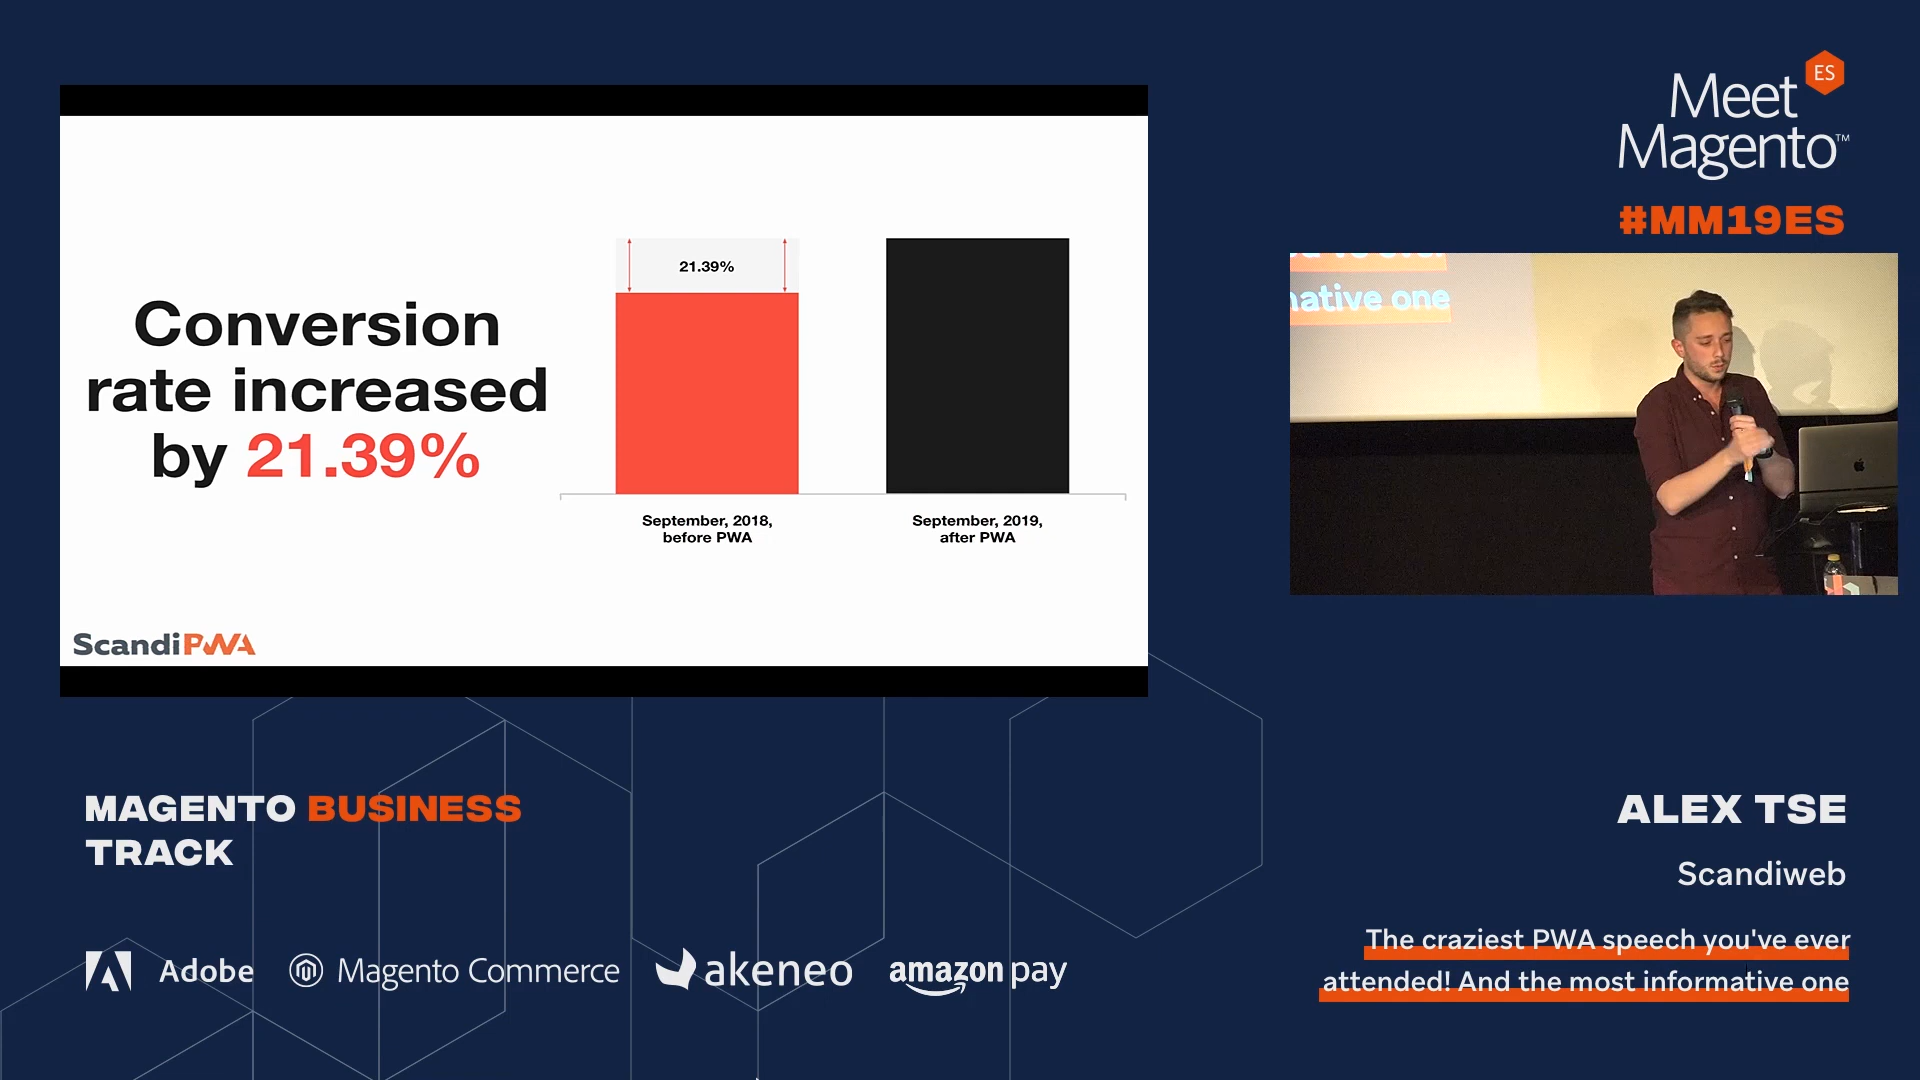 Conversion
rate increased
by 21.39%
21.39%
September, 2018,
before PWA
September, 2019,
after PWA
ScandiPWA
ES
Meet
Magento™
#MM19ES
native one
MAGENTO BUSINESS
TRACK
ALEX TSE
Scandiweb
The craziest PWA speech you've ever
attended! And the most informative one
Adobe
Magento Commerce
akeneo
amazon pay